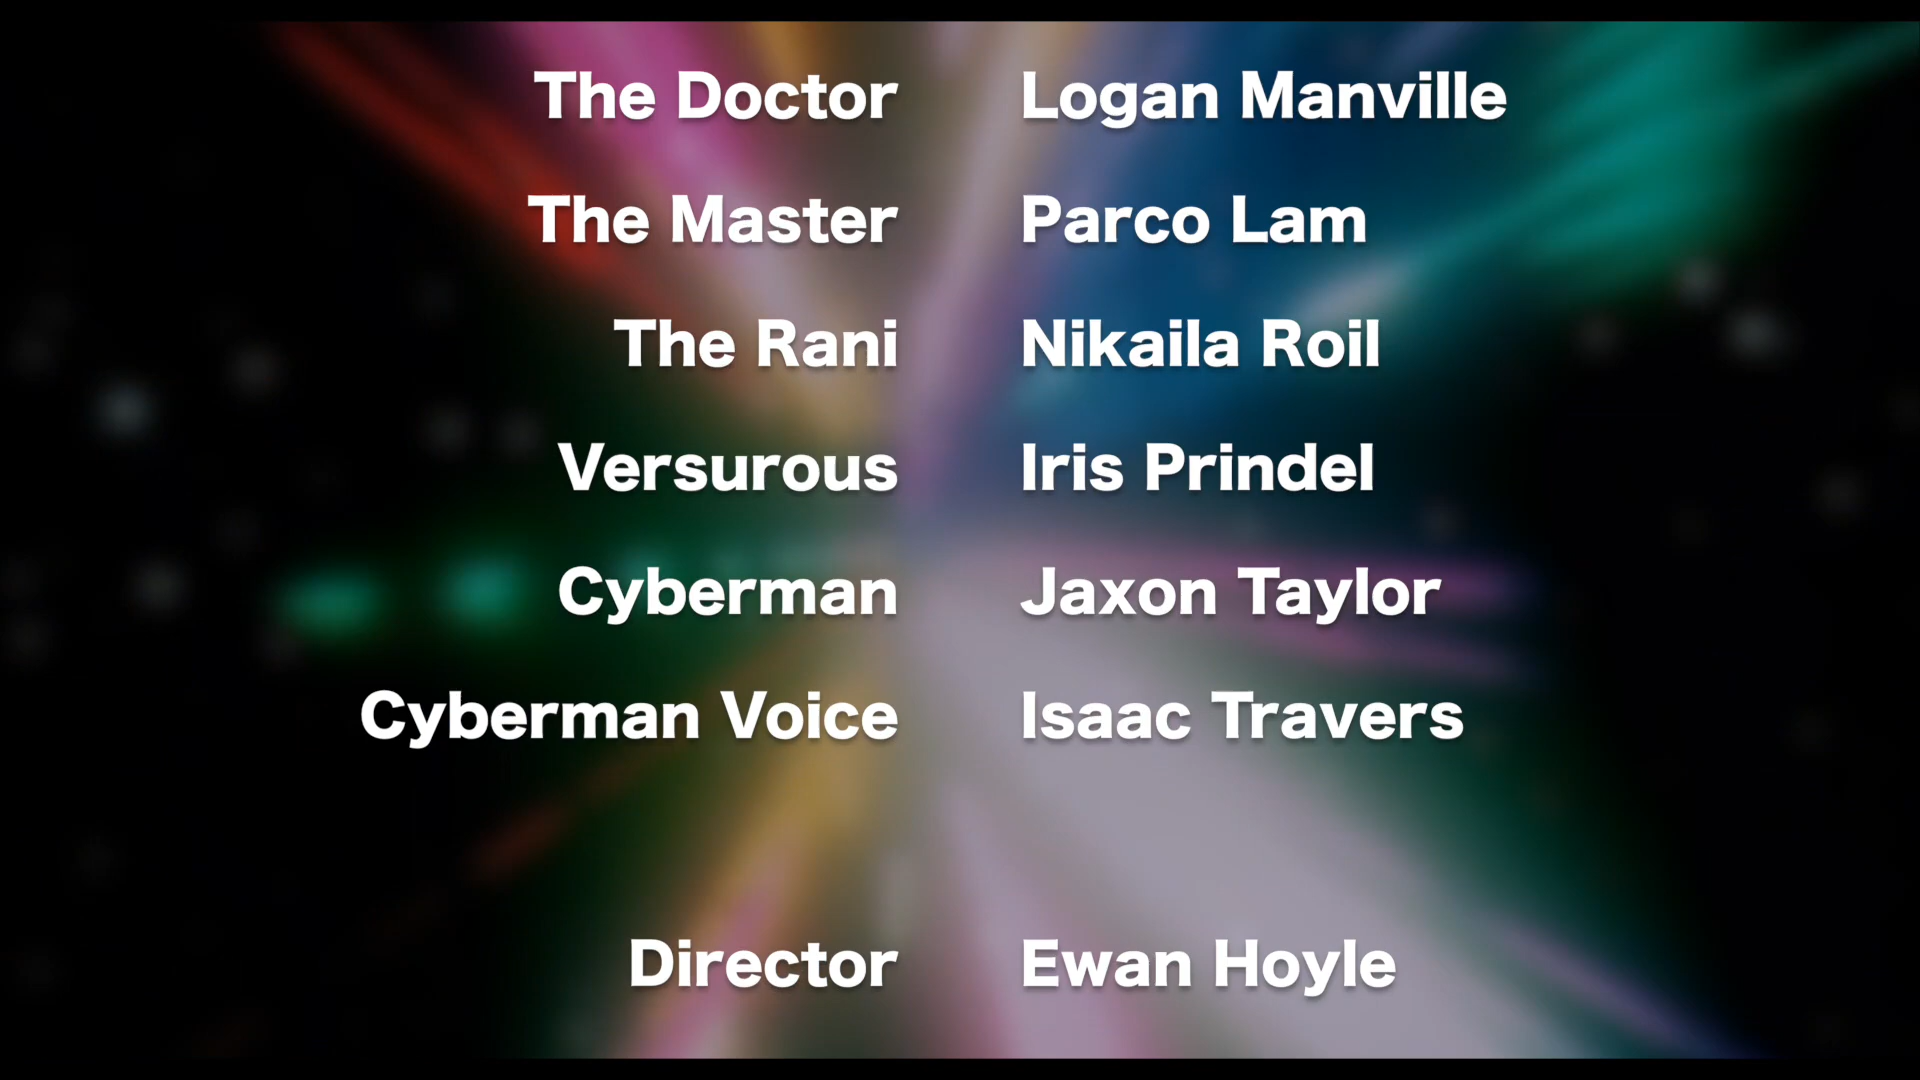 The Doctor Logan Manville
The Master Parco Lam
The Rani Nikaila Roil
Versurous Iris Prindel
Cyberman Jaxon Taylor
Cyberman Voice Isaac Travers
Director Ewan Hoyle